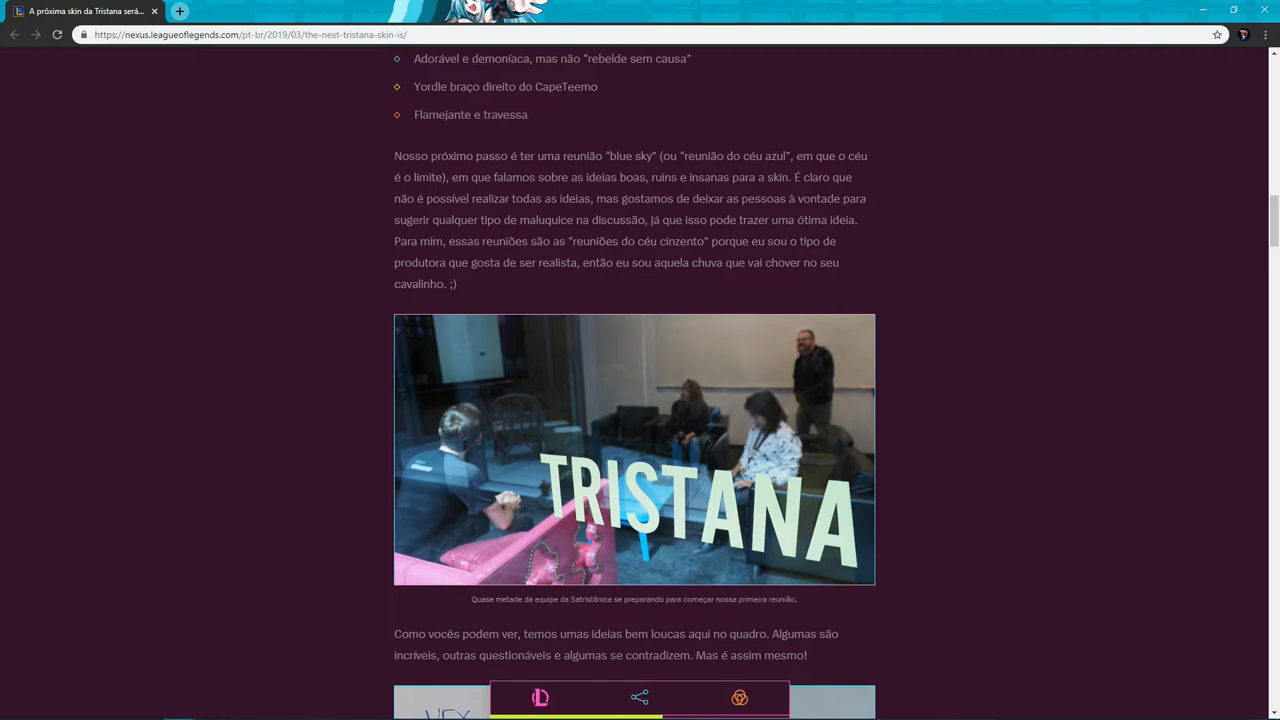 A próxima skin da Tristana será...
https://nexus.leagueoflegends.com/pt-br/2019/03/the-next-tristana-skin-is/
Adorável e demoníaca, mas não "rebelde sem causa"
Yordle braço direito do CapeTeemo
Flamejante e travessa
Nosso próximo passo é ter uma reunião “blue sky” (ou “reunião do céu azul”, em que o céu
é o limite), em que falamos sobre as ideias boas, ruins e insanas para a skin. É claro que
não é possível realizar todas as ideias, mas gostamos de deixar as pessoas à vontade para
sugerir qualquer tipo de maluquice na discussão, já que isso pode trazer uma ótima ideia.
Para mim, essas reuniões são as "reuniões do céu cinzento" porque eu sou o tipo de
produtora que gosta de ser realista, então eu sou aquela chuva que vai chover no seu
cavalinho. ;)
TRISTANA
Quase metade da equipe da Satristânica se preparando para começar nossa primeira reunião.
Como vocês podem ver, temos umas ideias bem loucas aqui no quadro. Algumas são
incríveis, outras questionáveis e algumas se contradizem. Mas é assim mesmo!